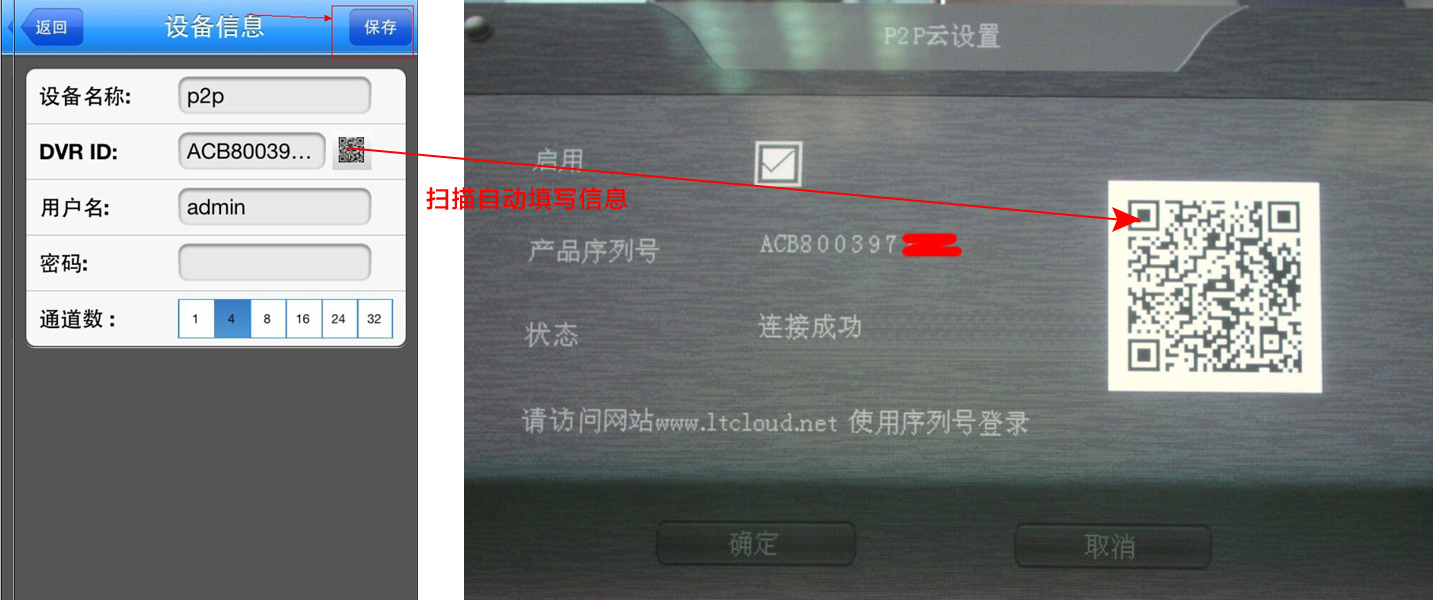 返回
设备信息
保存
设备名称:
p2p
DVR ID:
ACB80039...
用户名:
admin
密码:
通道数：
1
4
8
16
24
32
扫描自动填写信息
P2P云设置
启用
产品序列号
ACB800397
状态
连接成功
请访问网站www.ltcloud.net 使用序列号登录
确定
取消